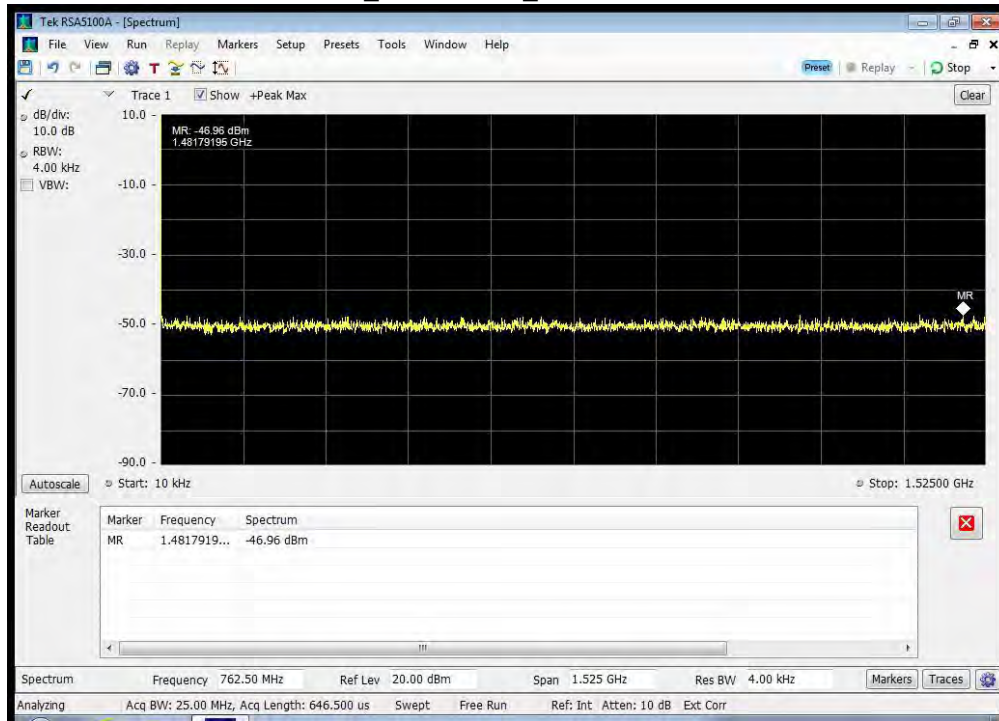 Tek RSA5100A - [Spectrum]
File View Run Replay Markers Setup Presets Tools Window Help
Preset Replay Stop
Trace 1 Show +Peak Max Clear
dB/div:
10.0 dB
RBW:
4.00 kHz
VBW:
10.0
MR: -46.96 dBm
1.48179195 GHz
-10.0
-30.0
MR
-50.0
-70.0
-90.0
Autoscale Start: 10 kHz Stop: 1.52500 GHz
Marker Readout Table
Marker Frequency Spectrum
MR 1.4817919... -46.96 dBm
Spectrum Frequency 762.50 MHz Ref Lev 20.00 dBm Span 1.525 GHz Res BW 4.00 kHz Markers Traces
Analyzing Acq BW: 25.00 MHz, Acq Length: 646.500 us Swept Free Run Ref: Int Atten: 10 dB Ext Corr